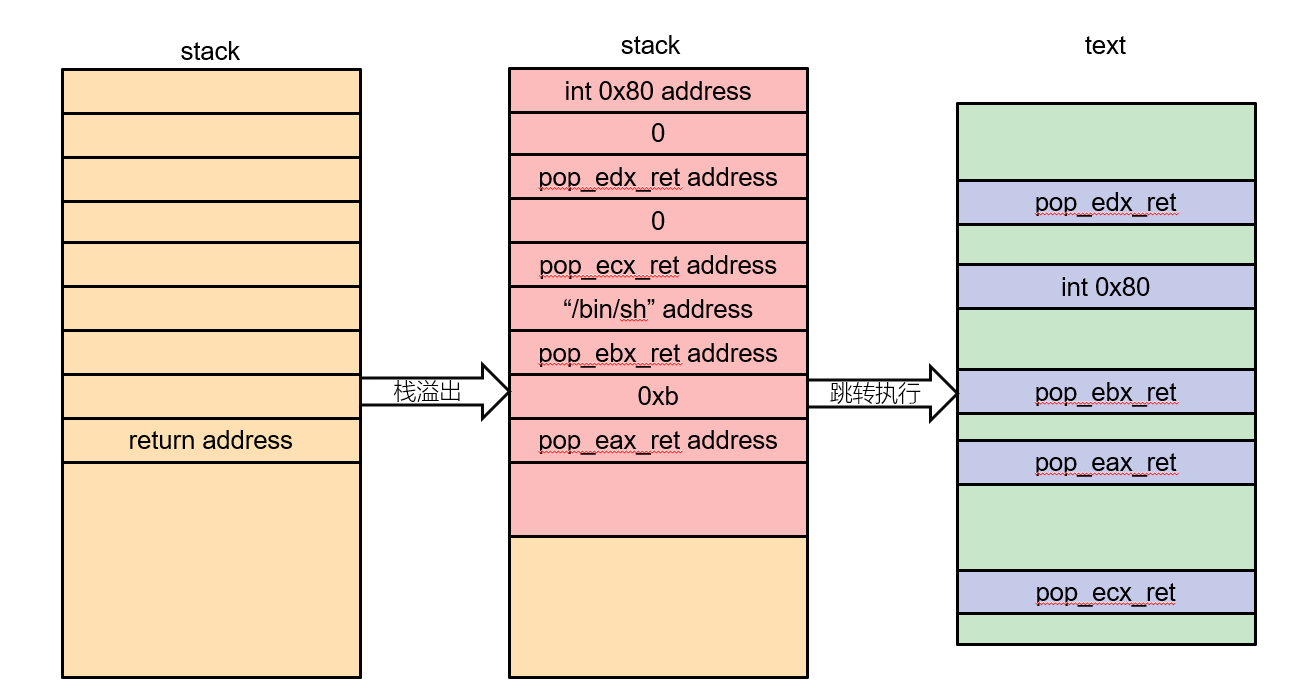 stack
return address
栈溢出
stack
int 0x80 address
0
pop_edx_ret address
0
pop_ecx_ret address
“/bin/sh” address
pop_ebx_ret address
0xb
pop_eax_ret address
跳转执行
text
pop_edx_ret
int 0x80
pop_ebx_ret
pop_eax_ret
pop_ecx_ret